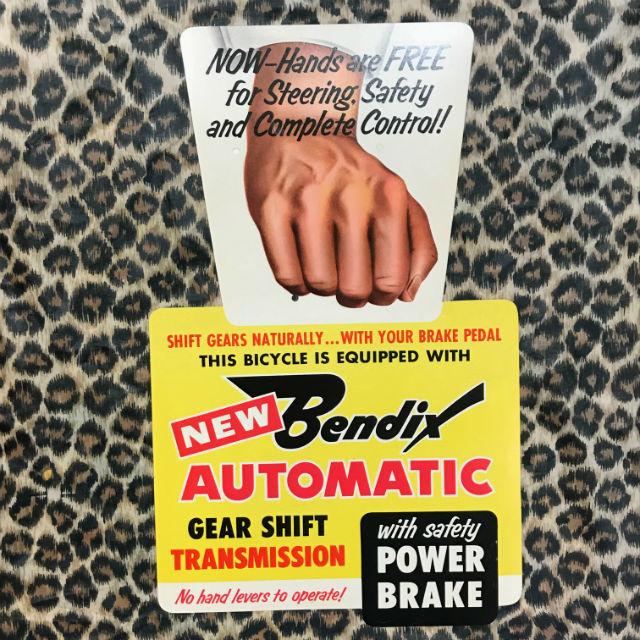 NOW-Hands are FREE
for Steering, Safety
and Complete Control!
SHIFT GEARS NATURALLY...WITH YOUR BRAKE PEDAL
THIS BICYCLE IS EQUIPPED WITH
NEW Bendix
AUTOMATIC
GEAR SHIFT
TRANSMISSION
No hand levers to operate!
with safety
POWER
BRAKE